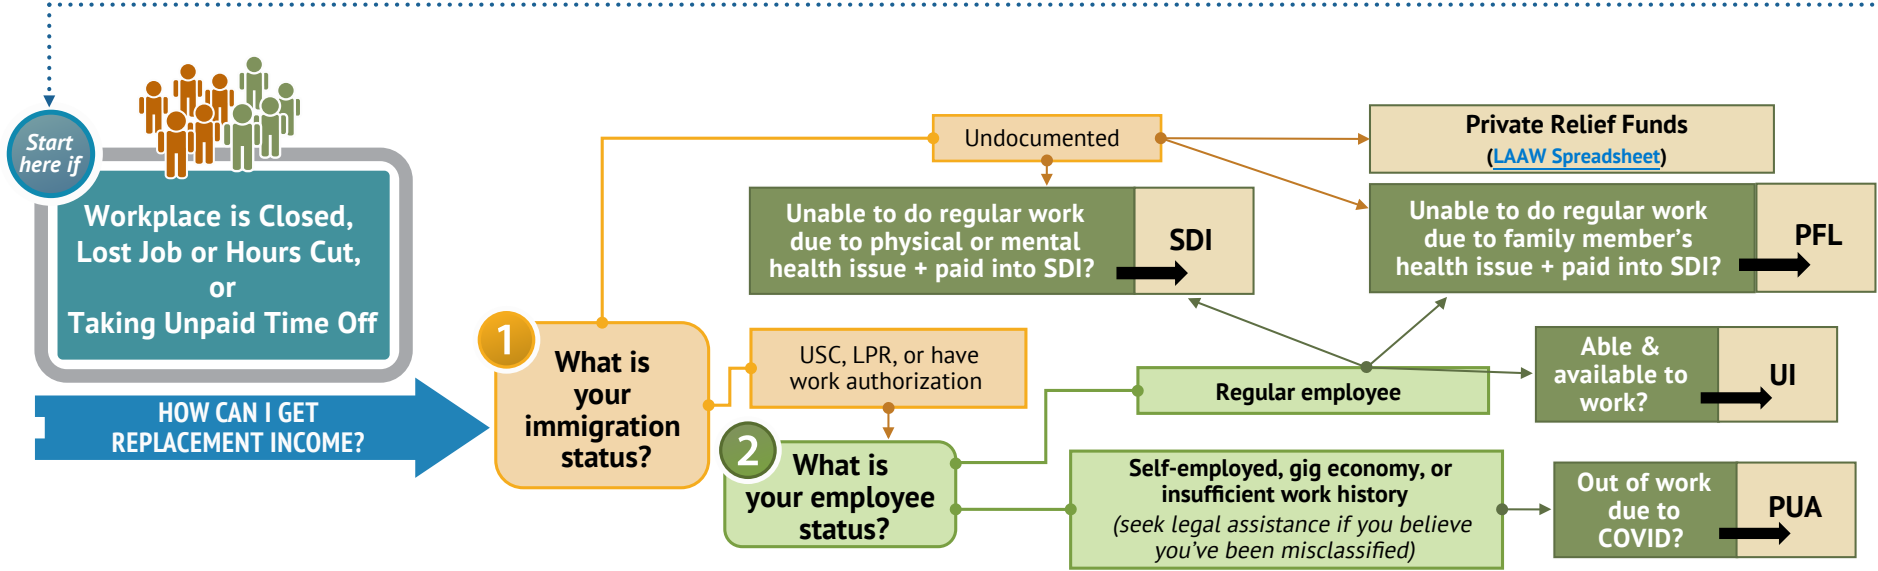 Start
here if
Workplace is Closed,
Lost Job or Hours Cut,
or
Taking Unpaid Time Off
HOW CAN I GET
REPLACEMENT INCOME?
1
What is
your
immigration
status?
Undocumented
Private Relief Funds
(LAAW Spreadsheet)
Unable to do regular work
due to physical or mental
health issue + paid into SDI?
SDI
Unable to do regular work
due to family member’s
health issue + paid into SDI?
PFL
USC, LPR, or have
work authorization
2
What is
your employee
status?
Regular employee
Able &
available to
work?
UI
Self-employed, gig economy, or
insufficient work history
(seek legal assistance if you believe
you’ve been misclassified)
Out of work
due to
COVID?
PUA